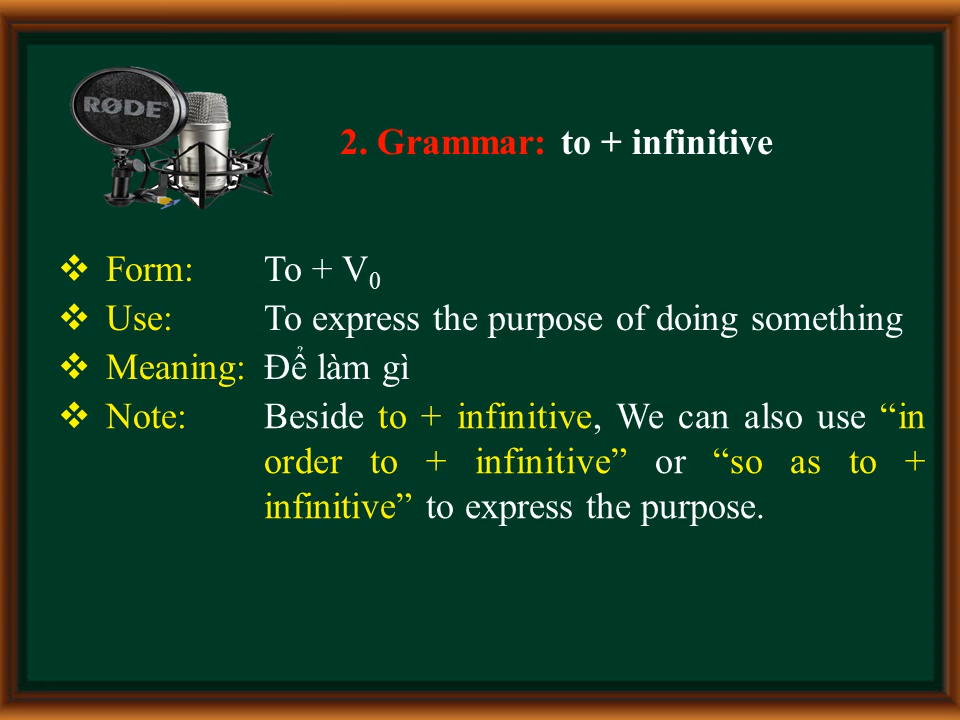 RØDE
2. Grammar: to + infinitive
❖ Form: To + V₀
❖ Use: To express the purpose of doing something
❖ Meaning: Để làm gì
❖ Note: Beside to + infinitive, We can also use “in
order to + infinitive” or “so as to +
infinitive” to express the purpose.